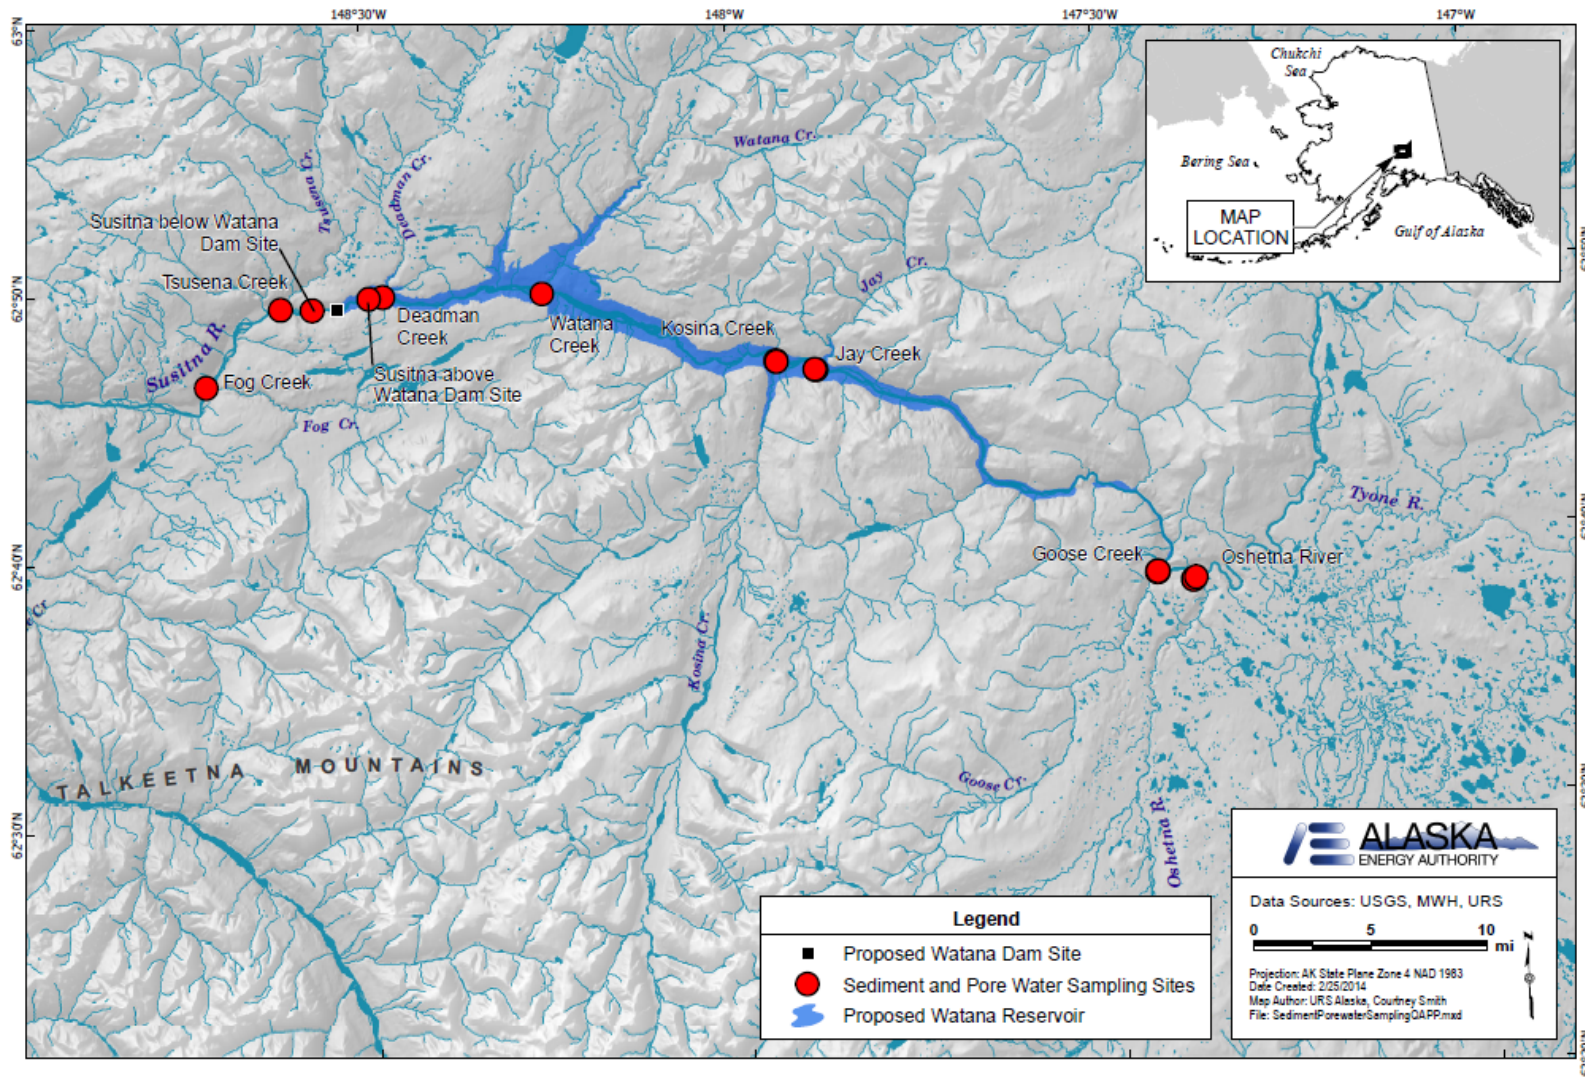 148°30'W
148°W
147°30'W
147°W
63°N
Chukchi
Sea
Bering Sea
Gulf of Alaska
MAP
LOCATION
Watana Cr.
Tsusena Cr.
Deadman Cr.
Susitna below Watana
Dam Site
Tsusena Creek
62°50'N
Jay Cr.
Deadman
Creek
Watana
Creek
Kosina Creek
Jay Creek
Susitna R.
Fog Creek
Susitna above
Watana Dam Site
Fog Cr.
Tyone R.
Goose Creek
Oshetna River
62°40'N
Kosina Cr.
TALKEETNA MOUNTAINS
Goose Cr.
Oshetna R.
62°30'N
Legend
Proposed Watana Dam Site
Sediment and Pore Water Sampling Sites
Proposed Watana Reservoir
ALASKA
ENERGY AUTHORITY
Data Sources: USGS, MWH, URS
0 5 10
mi
N
Projection: AK State Plane Zone 4 NAD 1983
Date Created: 2/25/2014
Map Author: URS Alaska, Courtney Smith
File: SedimentPorewaterSamplingQAPP.mxd